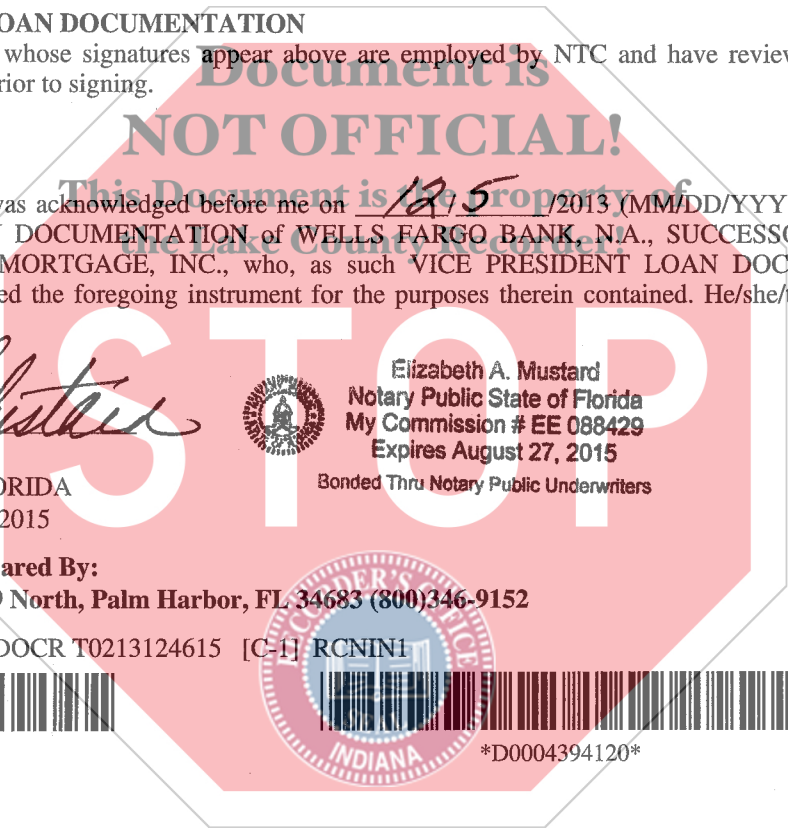 OAN DOCUMENTATION
whose signatures appear above are employed by NTC and have review
rior to signing.
Document is
NOT OFFICIAL!
This Document is the property of
the Lake County Recorder!
vas acknowledged before me on 12/ 5 /2013 (MM/DD/YYY
DOCUMENTATION of WELLS FARGO BANK, N.A., SUCCESSO
MORTGAGE, INC., who, as such VICE PRESIDENT LOAN DOC
ed the foregoing instrument for the purposes therein contained. He/she/t
STOP
Elizabeth A. Mustard
Notary Public State of Florida
My Commission # EE 088429
Expires August 27, 2015
Bonded Thru Notary Public Underwriters
ORIDA
2015
ared By:
9 North, Palm Harbor, FL 34683 (800)346-9152
DOCR T0213124615 [C-1] RCNIN1
RECORDER'S OFFICE
SEAL
INDIANA
*D0004394120*